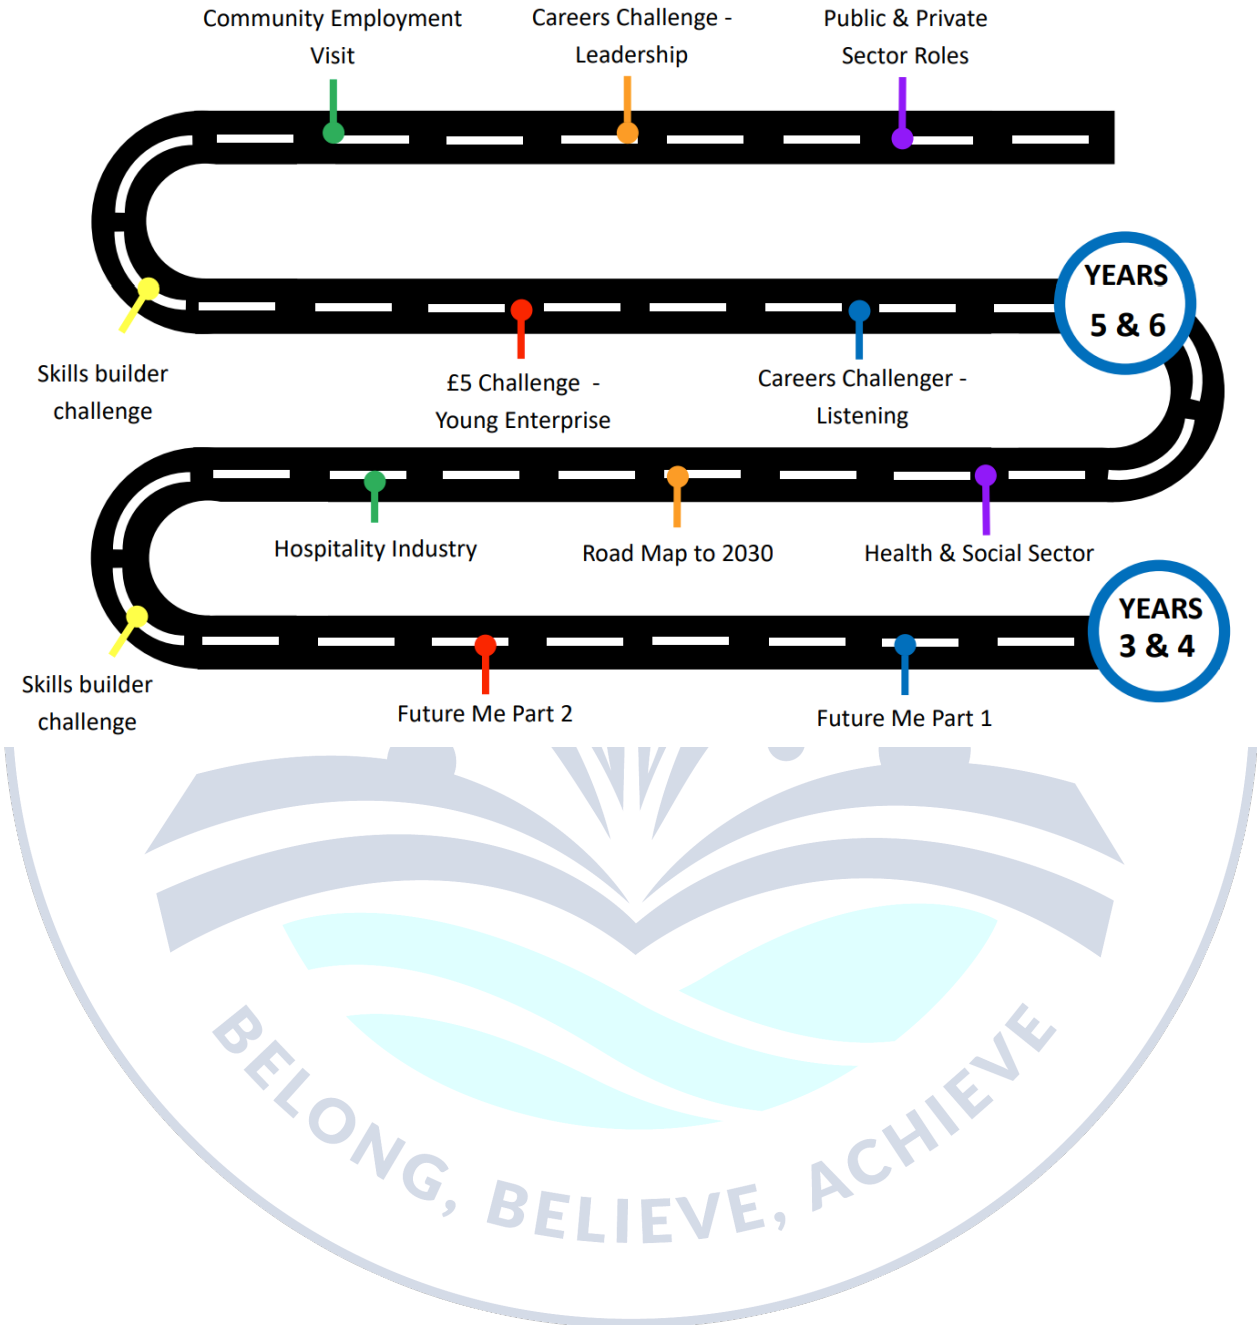 Community Employment
Visit
Careers Challenge -
Leadership
Public & Private
Sector Roles
YEARS
5 & 6
Skills builder
challenge
£5 Challenge -
Young Enterprise
Careers Challenger -
Listening
Hospitality Industry
Road Map to 2030
Health & Social Sector
YEARS
3 & 4
Skills builder
challenge
Future Me Part 2
Future Me Part 1
BELONG, BELIEVE, ACHIEVE